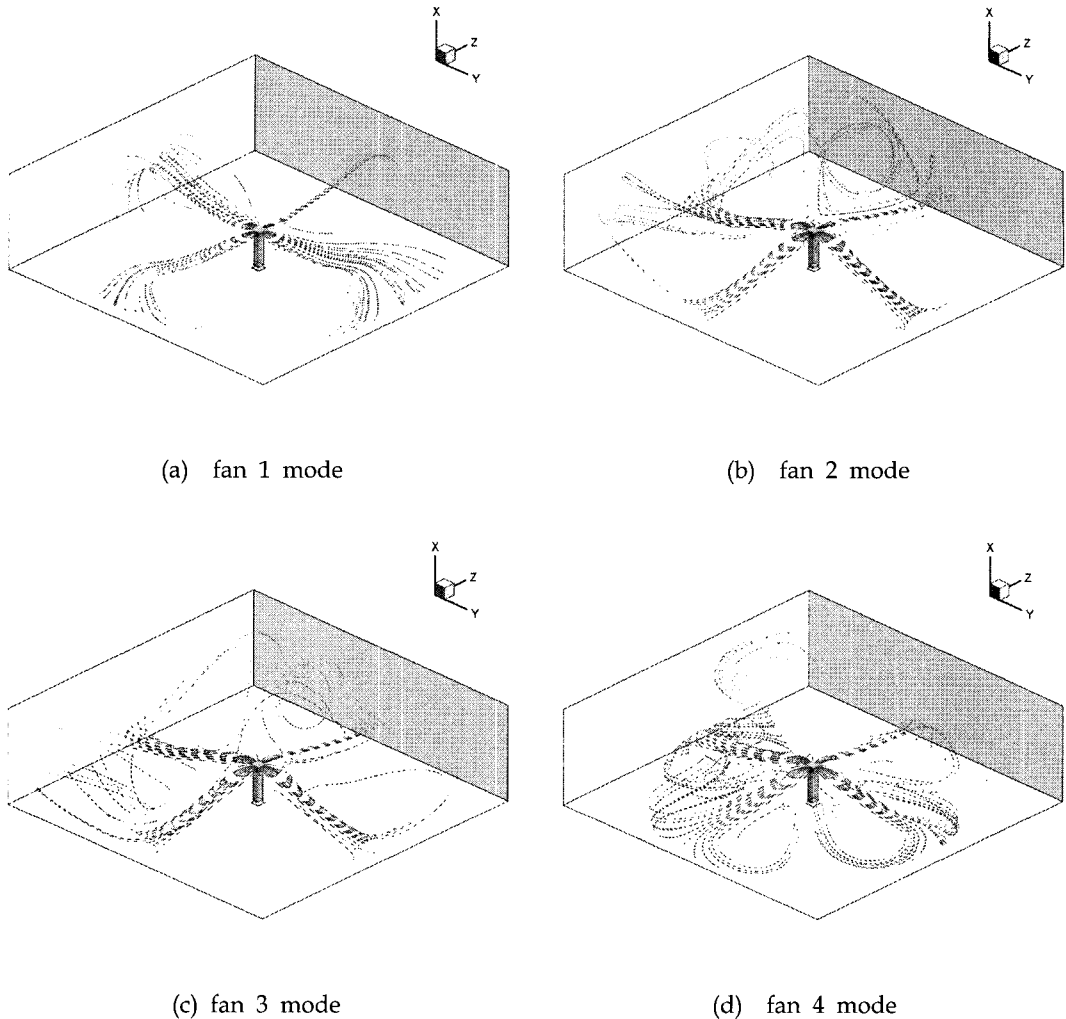 X
Z
Y
X
Z
Y
(a) fan 1 mode
(b) fan 2 mode
X
Z
Y
X
Z
Y
(c) fan 3 mode
(d) fan 4 mode